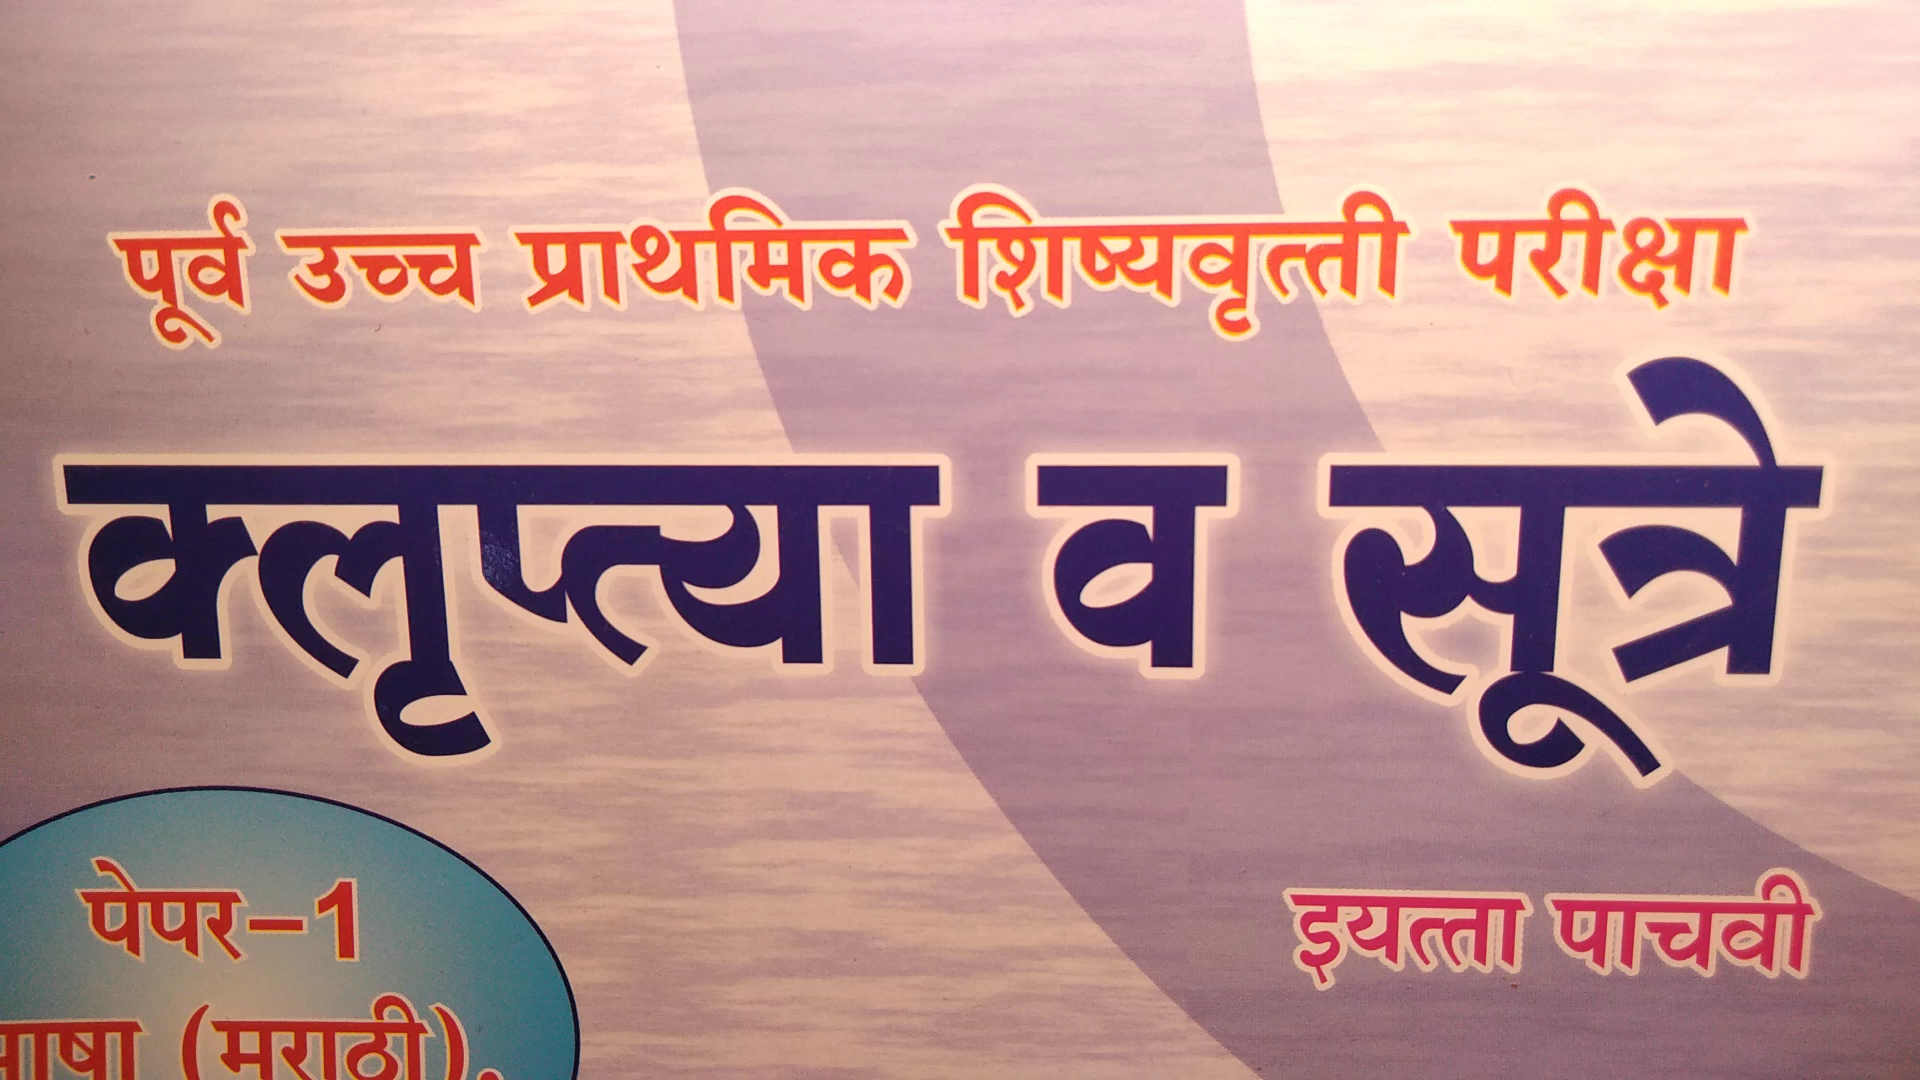 पूर्व उच्च प्राथमिक शिष्यवृत्ती परीक्षा
क्लृप्त्या व सूत्रे
इयत्ता पाचवी
पेपर-1
भाषा (मराठी),